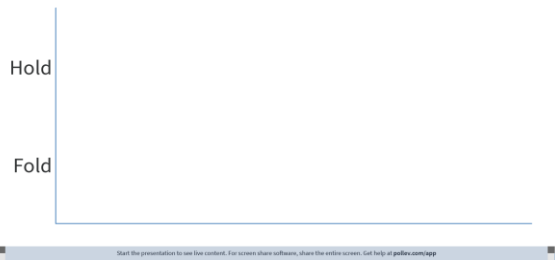 Hold
Fold
Start the presentation to see live content. For screen share software, share the entire screen. Get help at pollev.com/app